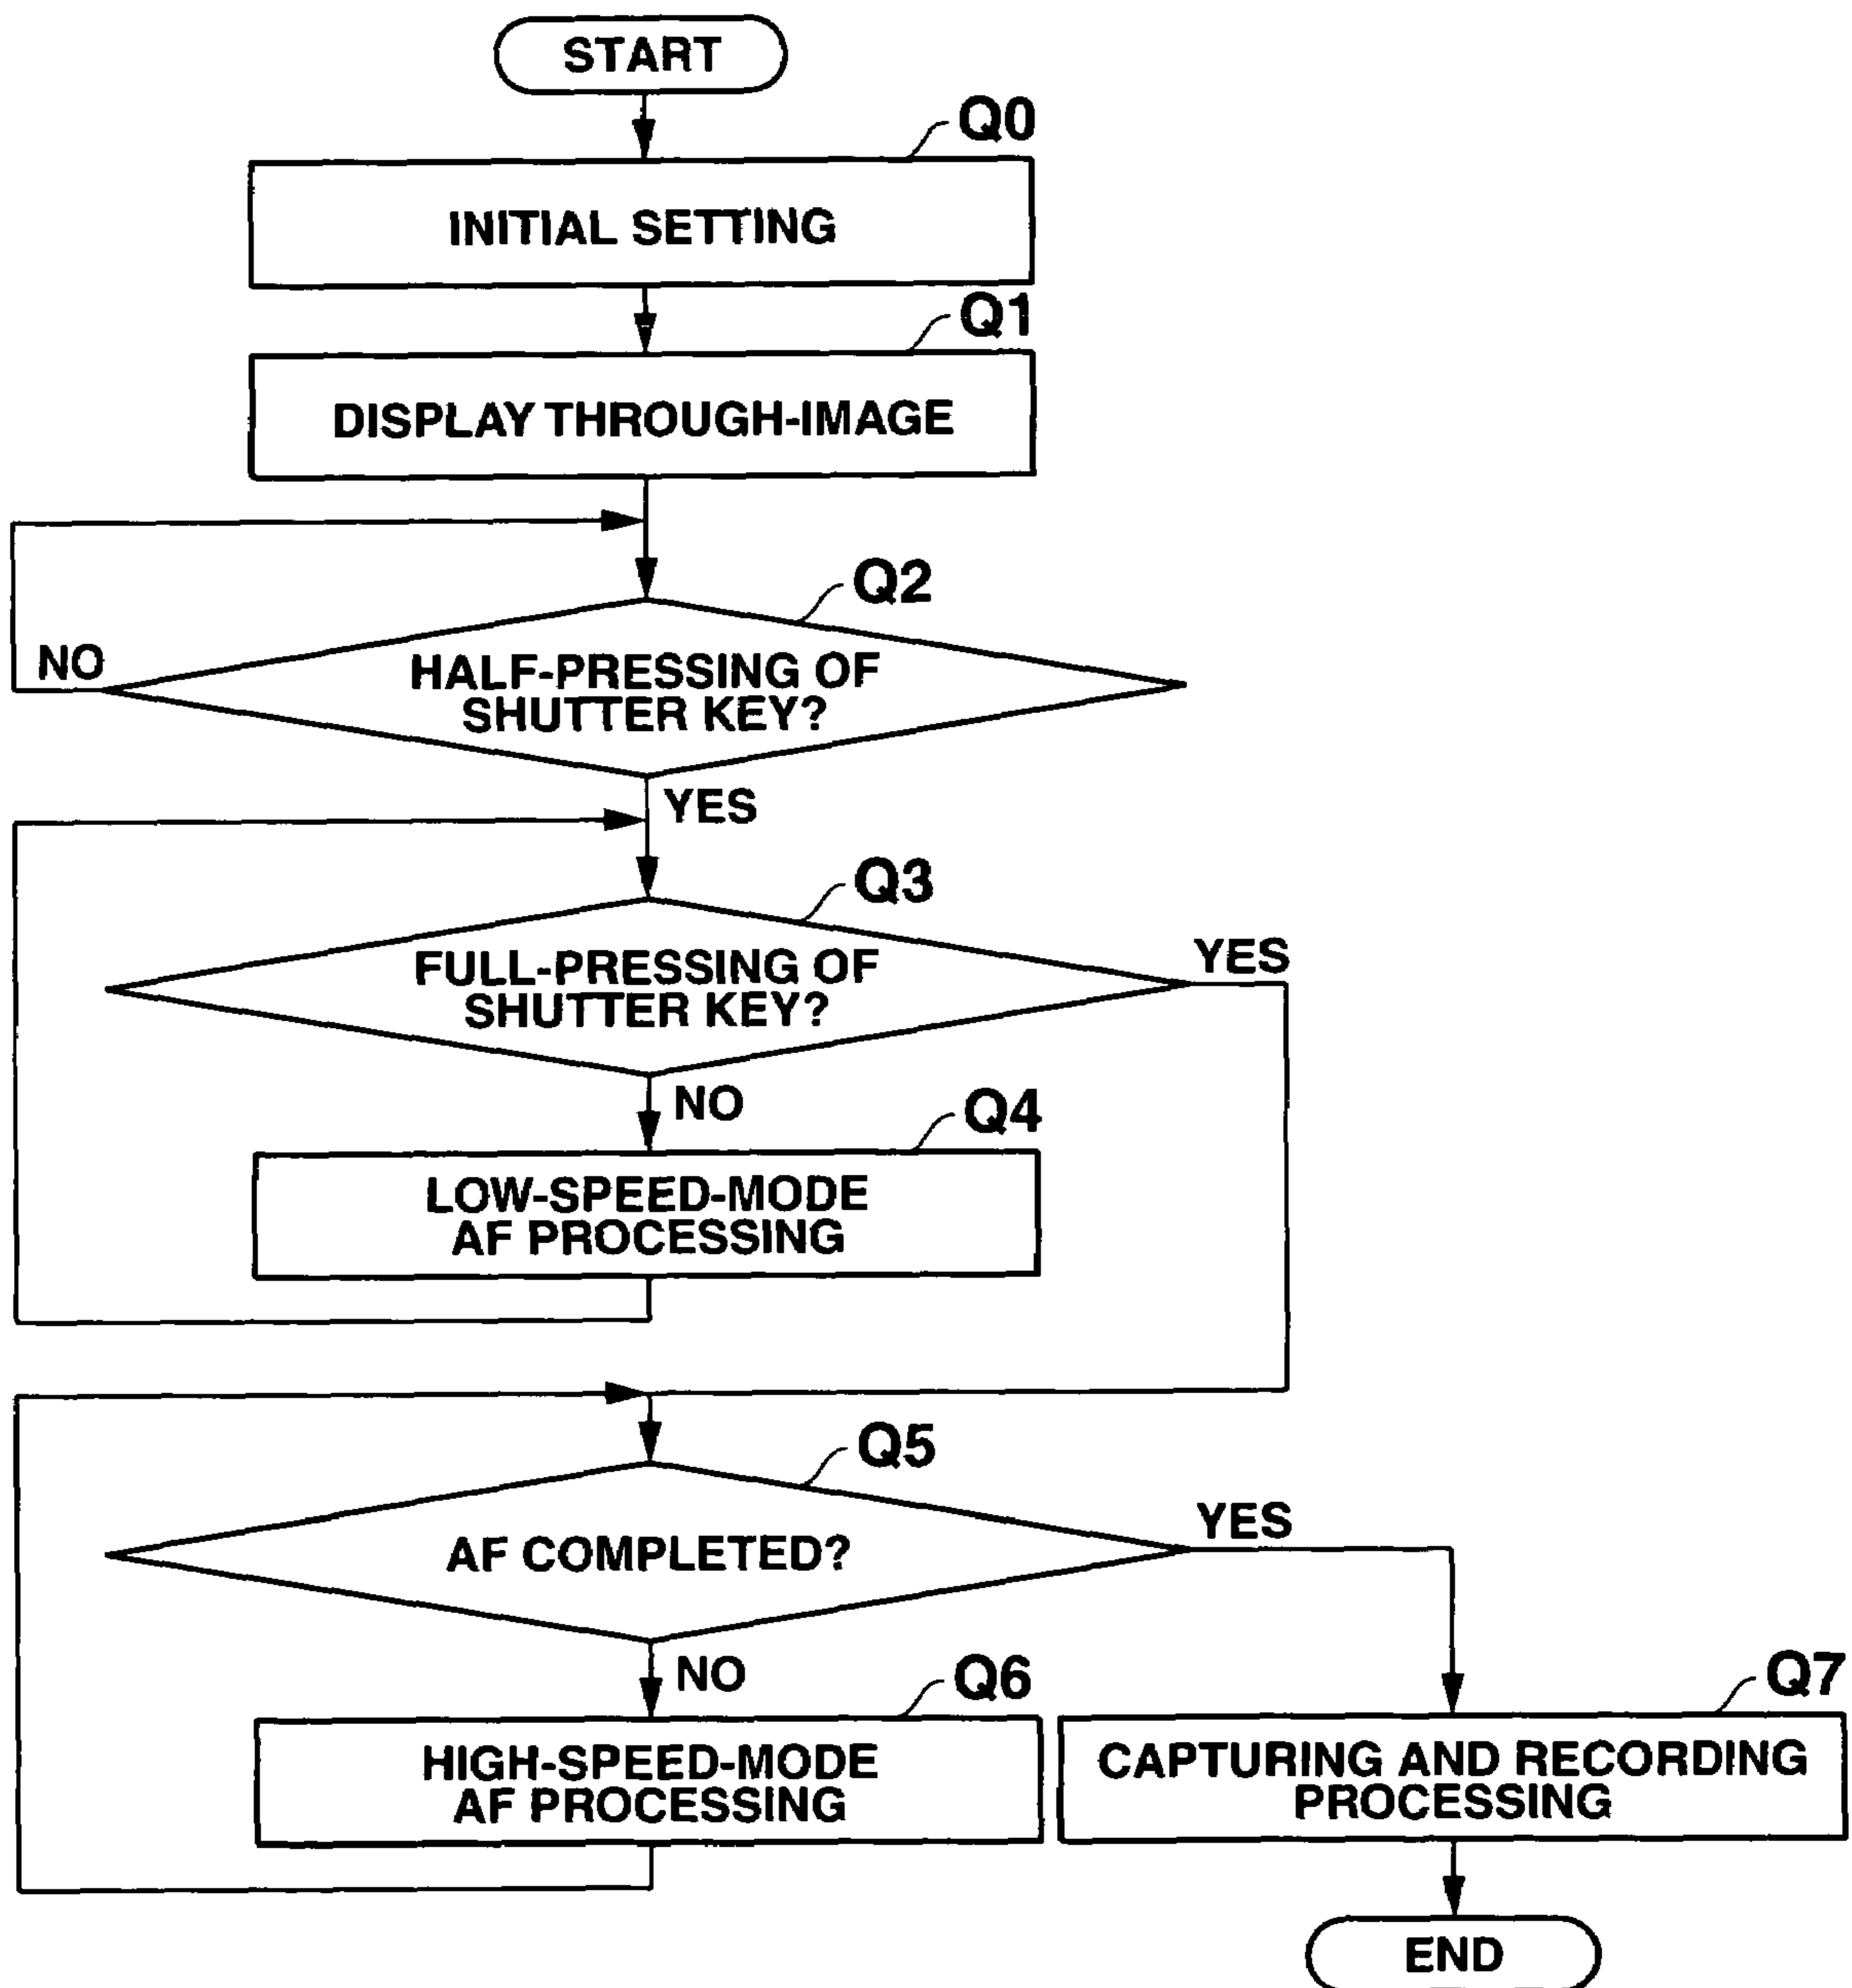 START
Q0
INITIAL SETTING
Q1
DISPLAY THROUGH-IMAGE
Q2
NO
HALF-PRESSING OF
SHUTTER KEY?
YES
Q3
FULL-PRESSING OF
SHUTTER KEY?
YES
NO
Q4
LOW-SPEED-MODE
AF PROCESSING
Q5
AF COMPLETED?
YES
NO
Q6
HIGH-SPEED-MODE
AF PROCESSING
Q7
CAPTURING AND RECORDING
PROCESSING
END